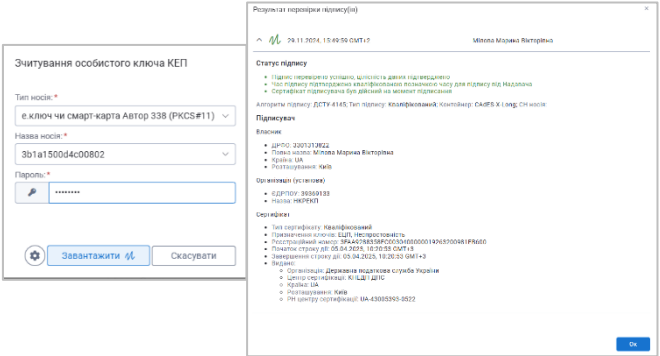 Зчитування особистого ключа КЕП
Тип носія: *
е.ключ чи смарт-карта Автор 338 (PKCS#11)
Назва носія: *
3b1a1500d4c00802
Пароль: *
••••••••
Завантажити
Скасувати
Результат перевірки підпису(ів)
29.11.2024, 15:49:59 GMT+2 Мілова Марина Вікторівна
Статус підпису
Підпис перевірено успішно, цілісність даних підтверджено
Час підпису підтверджено кваліфікованою позначкою часу для підпису від Надавача
Сертифікат підписувача був дійсний на момент підписання
Алгоритм підпису: ДСТУ 4145; Тип підпису: Кваліфікований; Контейнер: CAdES-X Long; СН носія:
Підписувач
Власник
ДРФО: 3301313822
Повна назва: Мілова Марина Вікторівна
Країна: UA
Розташування: Київ
Організація (установа)
ЄДРПОУ: 39369133
Назва: НКРЕКП
Сертифікат
Тип сертифікату: Кваліфікований
Призначення ключів: ЕЦП, Неспростовність
Реєстраційний номер:
Початок строку дії: 05.04.2023, 10:20:53 GMT+3
Завершення строку дії: 05.04.2025, 10:20:53 GMT+3
Видано:
Організація: Державна податкова служба України
Центр сертифікації: КНЕДП ДПС
Країна: UA
Розташування: Київ
РН центру сертифікації: UA-43005393-0522
Ок